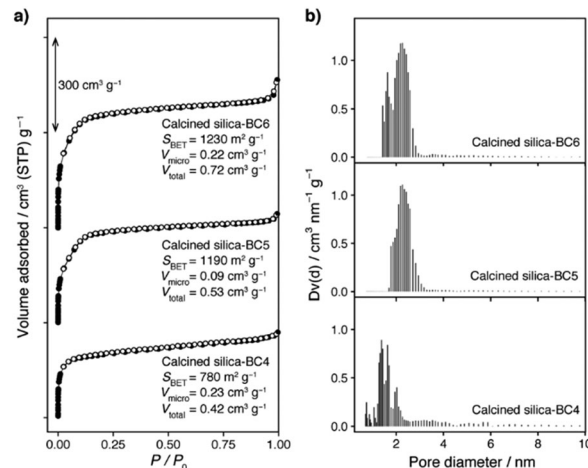 a)
Volume adsorbed / cm³ (STP) g⁻¹
300 cm³ g⁻¹
Calcined silica-BC6
S_BET = 1230 m² g⁻¹
V_micro = 0.22 cm³ g⁻¹
V_total = 0.72 cm³ g⁻¹
Calcined silica-BC5
S_BET = 1190 m² g⁻¹
V_micro = 0.09 cm³ g⁻¹
V_total = 0.53 cm³ g⁻¹
Calcined silica-BC4
S_BET = 780 m² g⁻¹
V_micro = 0.23 cm³ g⁻¹
V_total = 0.42 cm³ g⁻¹
0.00 0.25 0.50 0.75 1.00
P / P₀
b)
Dv(d) / cm³ nm⁻¹ g⁻¹
1.0
0.5
0.0
Calcined silica-BC6
1.0
0.5
0.0
Calcined silica-BC5
1.0
0.5
0.0
Calcined silica-BC4
2 4 6 8 10
Pore diameter / nm